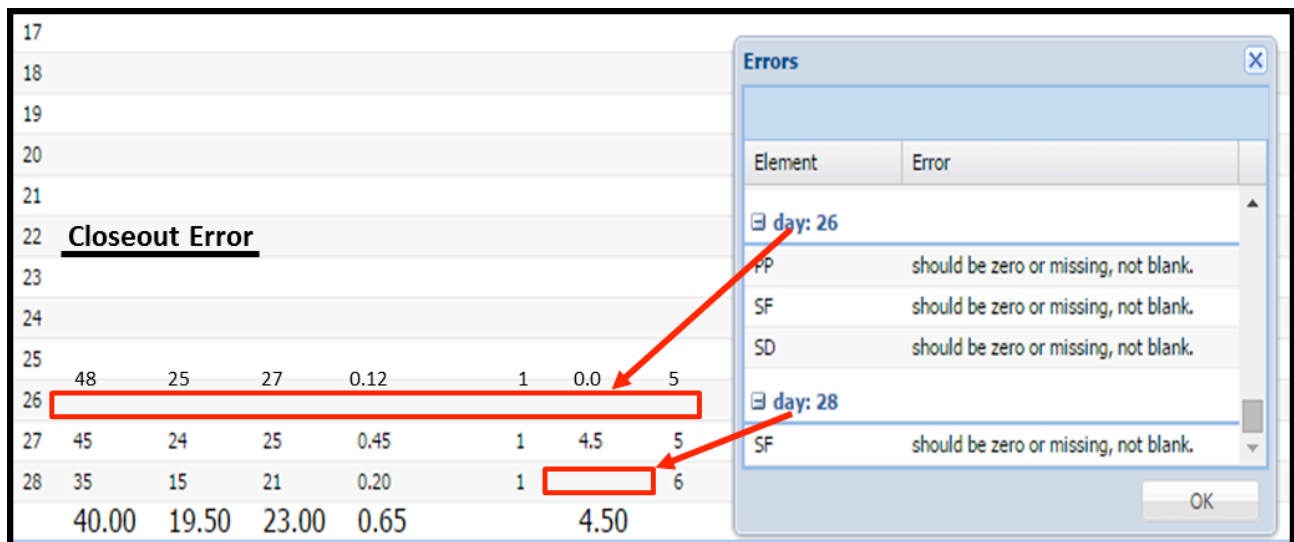 17
Errors
18
19
20
Element Error
21
day: 26
22 Closeout Error
PP should be zero or missing, not blank.
23
SF should be zero or missing, not blank.
24
SD should be zero or missing, not blank.
25
48 25 27 0.12 1 0.0 5
26
day: 28
27 45 24 25 0.45 1 4.5 5
SF should be zero or missing, not blank.
28 35 15 21 0.20 1 6
OK
40.00 19.50 23.00 0.65 4.50